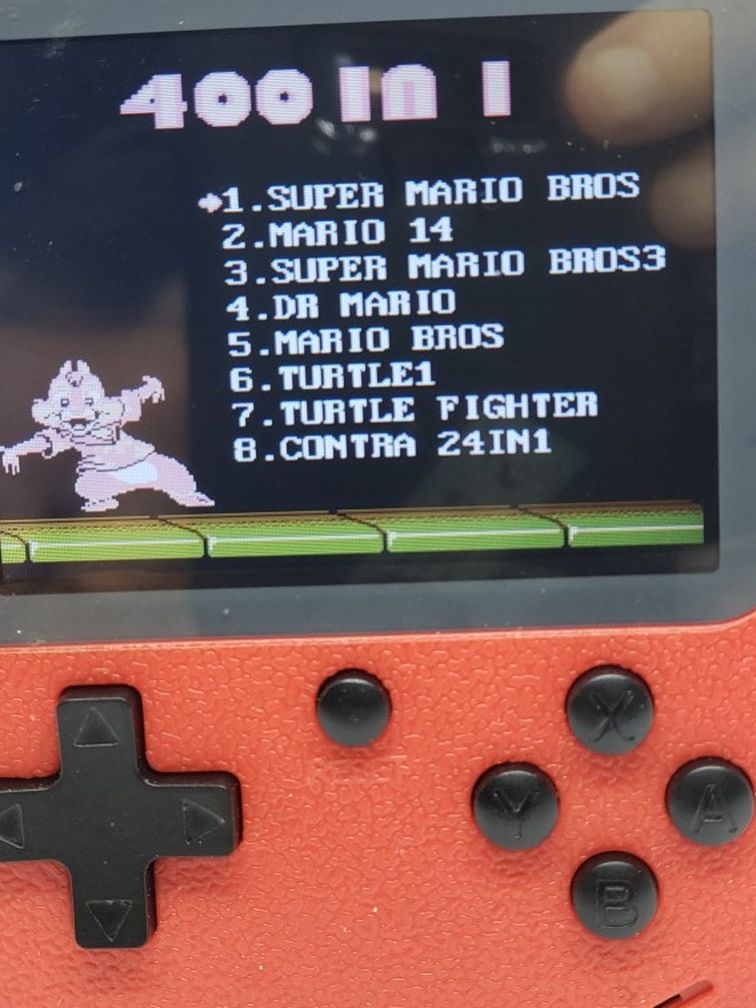 400 IN 1
1.SUPER MARIO BROS
2.MARIO 14
3.SUPER MARIO BROS3
4.DR MARIO
5.MARIO BROS
6.TURTLE1
7.TURTLE FIGHTER
8.CONTRA 24IN1
RESET
X
Y
A
B